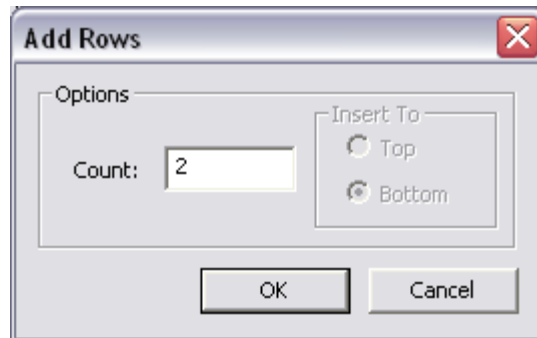 Add Rows
Options
Count: 2
Insert To
Top
Bottom
OK
Cancel